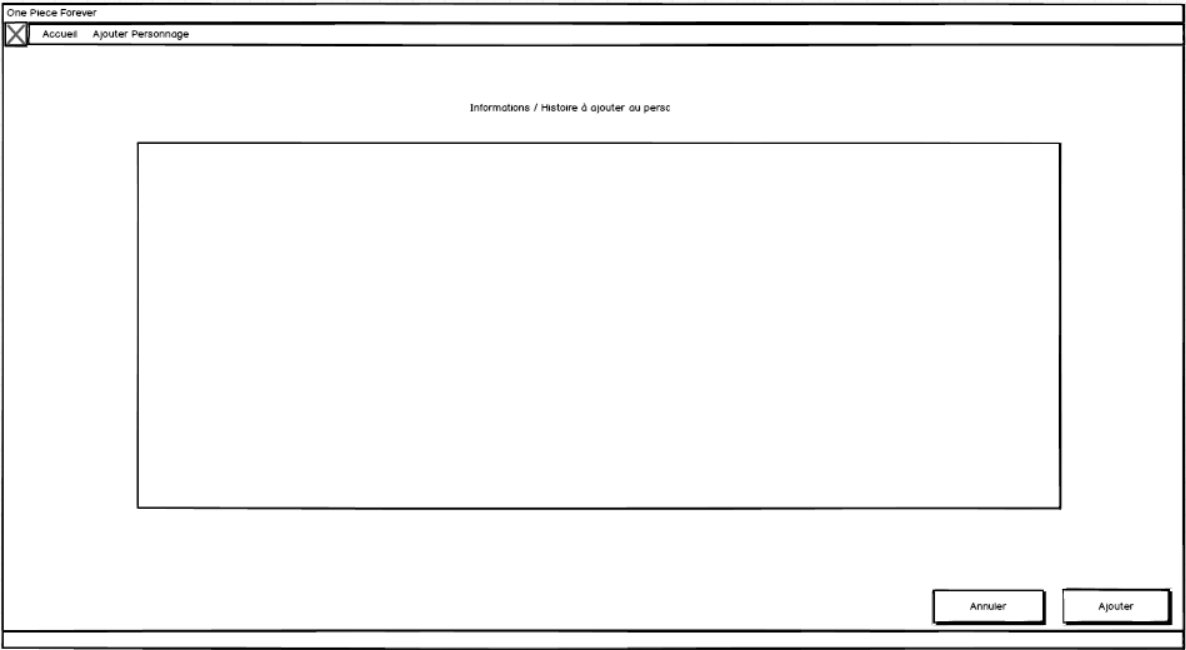 One Piece Forever
Accueil Ajouter Personnage
Informations / Histoire à ajouter au perso
Annuler Ajouter